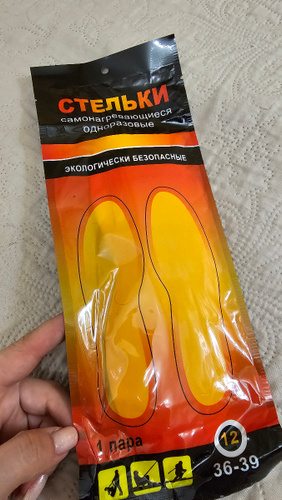 СТЕЛЬКИ
самонагревающиеся
одноразовые
ЭКОЛОГИЧЕСКИ БЕЗОПАСНЫЕ
1 пара
12
36-39